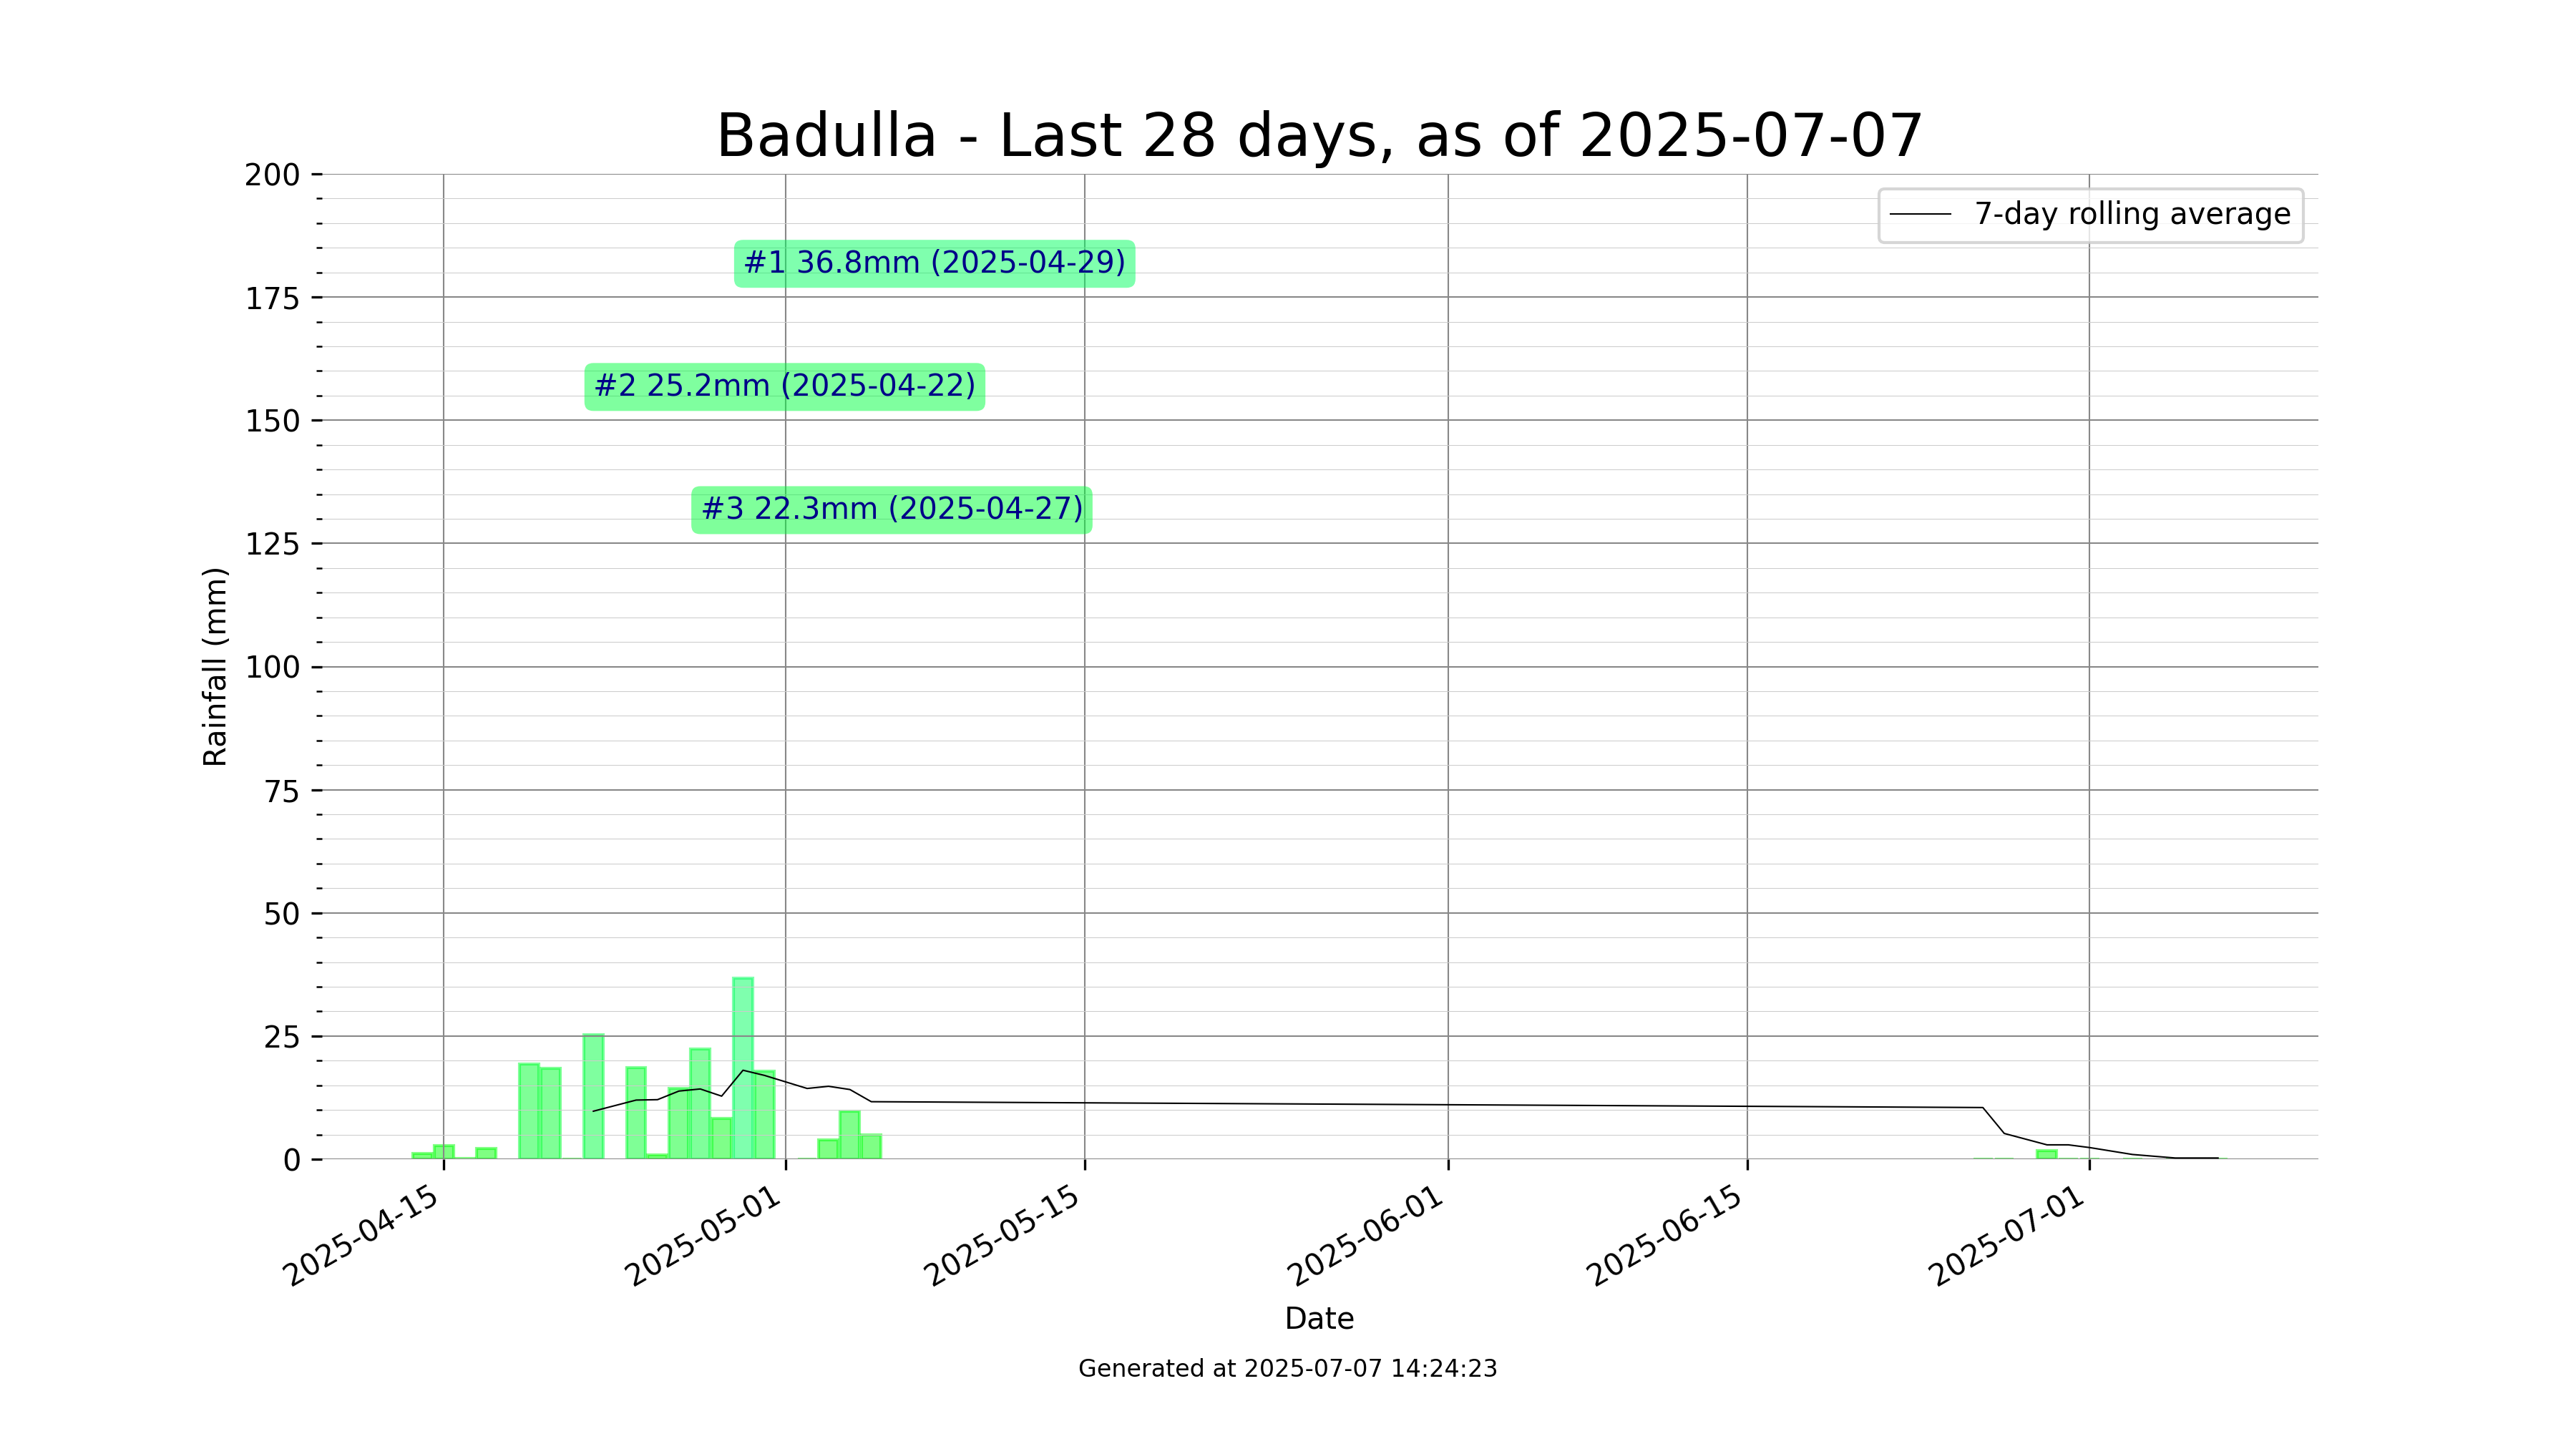 Badulla - Last 28 days, as of 2025-07-07
200
175
150
125
100
75
50
25
0
Rainfall (mm)
7-day rolling average
#1 36.8mm (2025-04-29)
#2 25.2mm (2025-04-22)
#3 22.3mm (2025-04-27)
2025-04-15
2025-05-01
2025-05-15
2025-06-01
2025-06-15
2025-07-01
Date
Generated at 2025-07-07 14:24:23